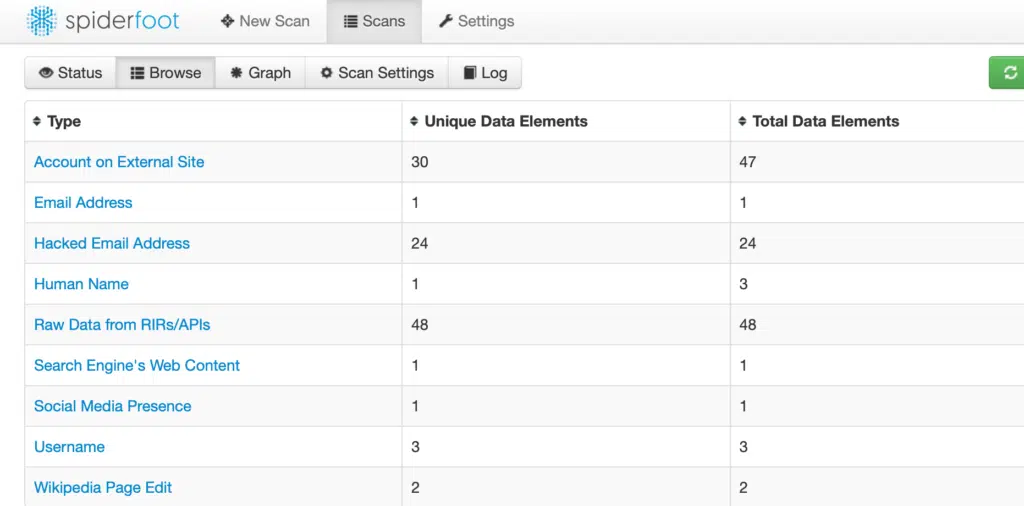 spiderfoot New Scan Scans Settings
Status Browse Graph Scan Settings Log
Type Unique Data Elements Total Data Elements
Account on External Site 30 47
Email Address 1 1
Hacked Email Address 24 24
Human Name 1 3
Raw Data from RIRs/APIs 48 48
Search Engine's Web Content 1 1
Social Media Presence 1 1
Username 3 3
Wikipedia Page Edit 2 2